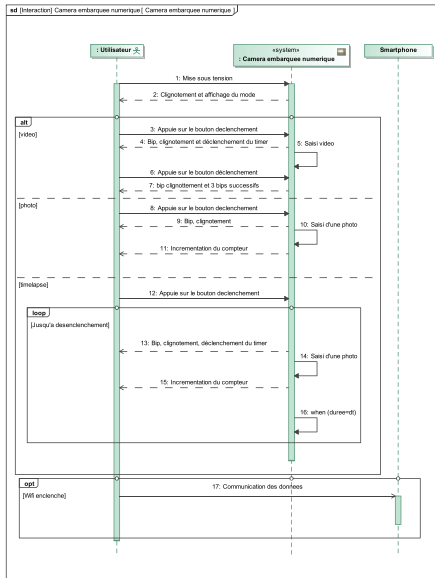 sd [Interaction] Camera embarquee numerique[ Camera embarquee numerique ]
: Utilisateur
«system»
: Camera embarquee numerique
Smartphone
1: Mise sous tension
2: Clignotement et affichage du mode
alt
[video]
3: Appuie sur le bouton declenchement
4: Bip, clignotement et déclenchement du timer
5: Saisi video
6: Appuie sur le bouton déclenchement
7: bip clignottement et 3 bips successifs
[photo]
8: Appuie sur le bouton declenchement
9: Bip, clignotement
10: Saisi d'une photo
11: Incrementation du compteur
[timelapse]
12: Appuie sur le bouton declenchement
loop
[Jusqu'a desenclenchement]
13: Bip, clignotement, déclenchement du timer
14: Saisi d'une photo
15: Incrementation du compteur
16: when (duree=dt)
opt
17: Communication des donnees
[Wifi enclenche]